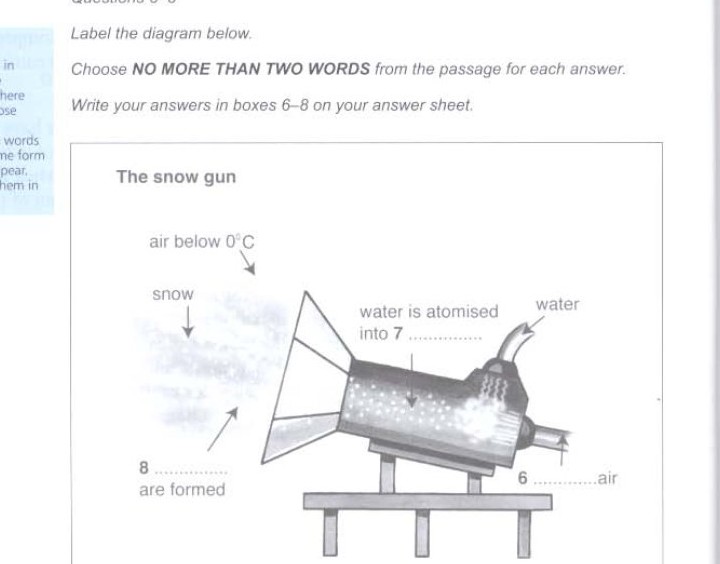 Label the diagram below.
Choose NO MORE THAN TWO WORDS from the passage for each answer.
Write your answers in boxes 6–8 on your answer sheet.
in
here
ose
words
me form
pear.
hem in
The snow gun
air below 0°C
snow
water is atomised
into 7 ................
water
8 ................
are formed
6 ..............air